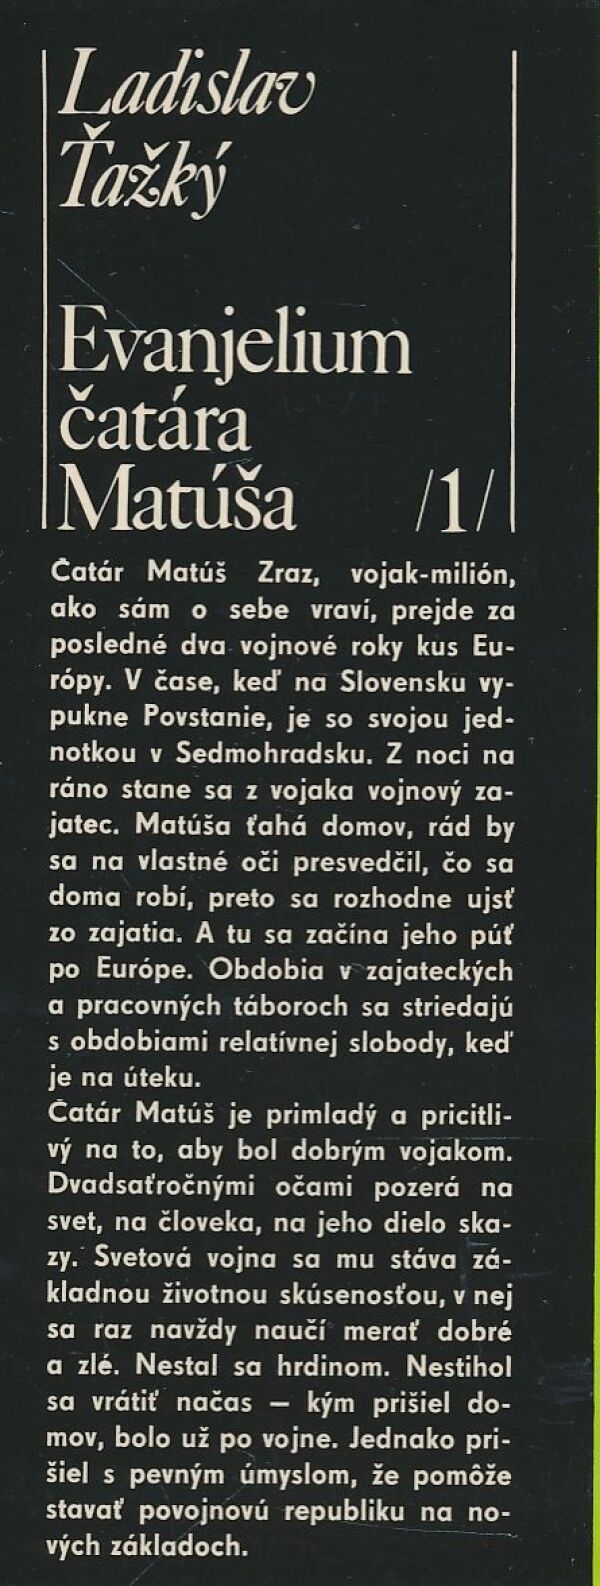 Ladislav
Ťažký
Evanjelium
čatára
Matúša /1/
Čatár Matúš Zraz, vojak-milión,
ako sám o sebe vraví, prejde za
posledné dva vojnové roky kus Eu-
rópy. V čase, keď na Slovensku vy-
pukne Povstanie, je so svojou jed-
notkou v Sedmohradsku. Z noci na
ráno stane sa z vojaka vojnový za-
jatec. Matúša ťahá domov, rád by
sa na vlastné oči presvedčil, čo sa
doma robí, preto sa rozhodne ujsť
zo zajatia. A tu sa začína jeho púť
po Európe. Obdobia v zajateckých
a pracovných táboroch sa striedajú
s obdobiami relatívnej slobody, keď
je na úteku.
Čatár Matúš je primladý a pricitli-
vý na to, aby bol dobrým vojakom.
Dvadsaťročnými očami pozerá na
svet, na človeka, na jeho dielo ska-
zy. Svetová vojna sa mu stáva zá-
kladnou životnou skúsenosťou, v nej
sa raz navždy naučí merať dobré
a zlé. Nestal sa hrdinom. Nestihol
sa vrátiť načas — kým prišiel do-
mov, bolo už po vojne. Jednako pri-
šiel s pevným úmyslom, že pomôže
stavať povojnovú republiku na no-
vých základoch.